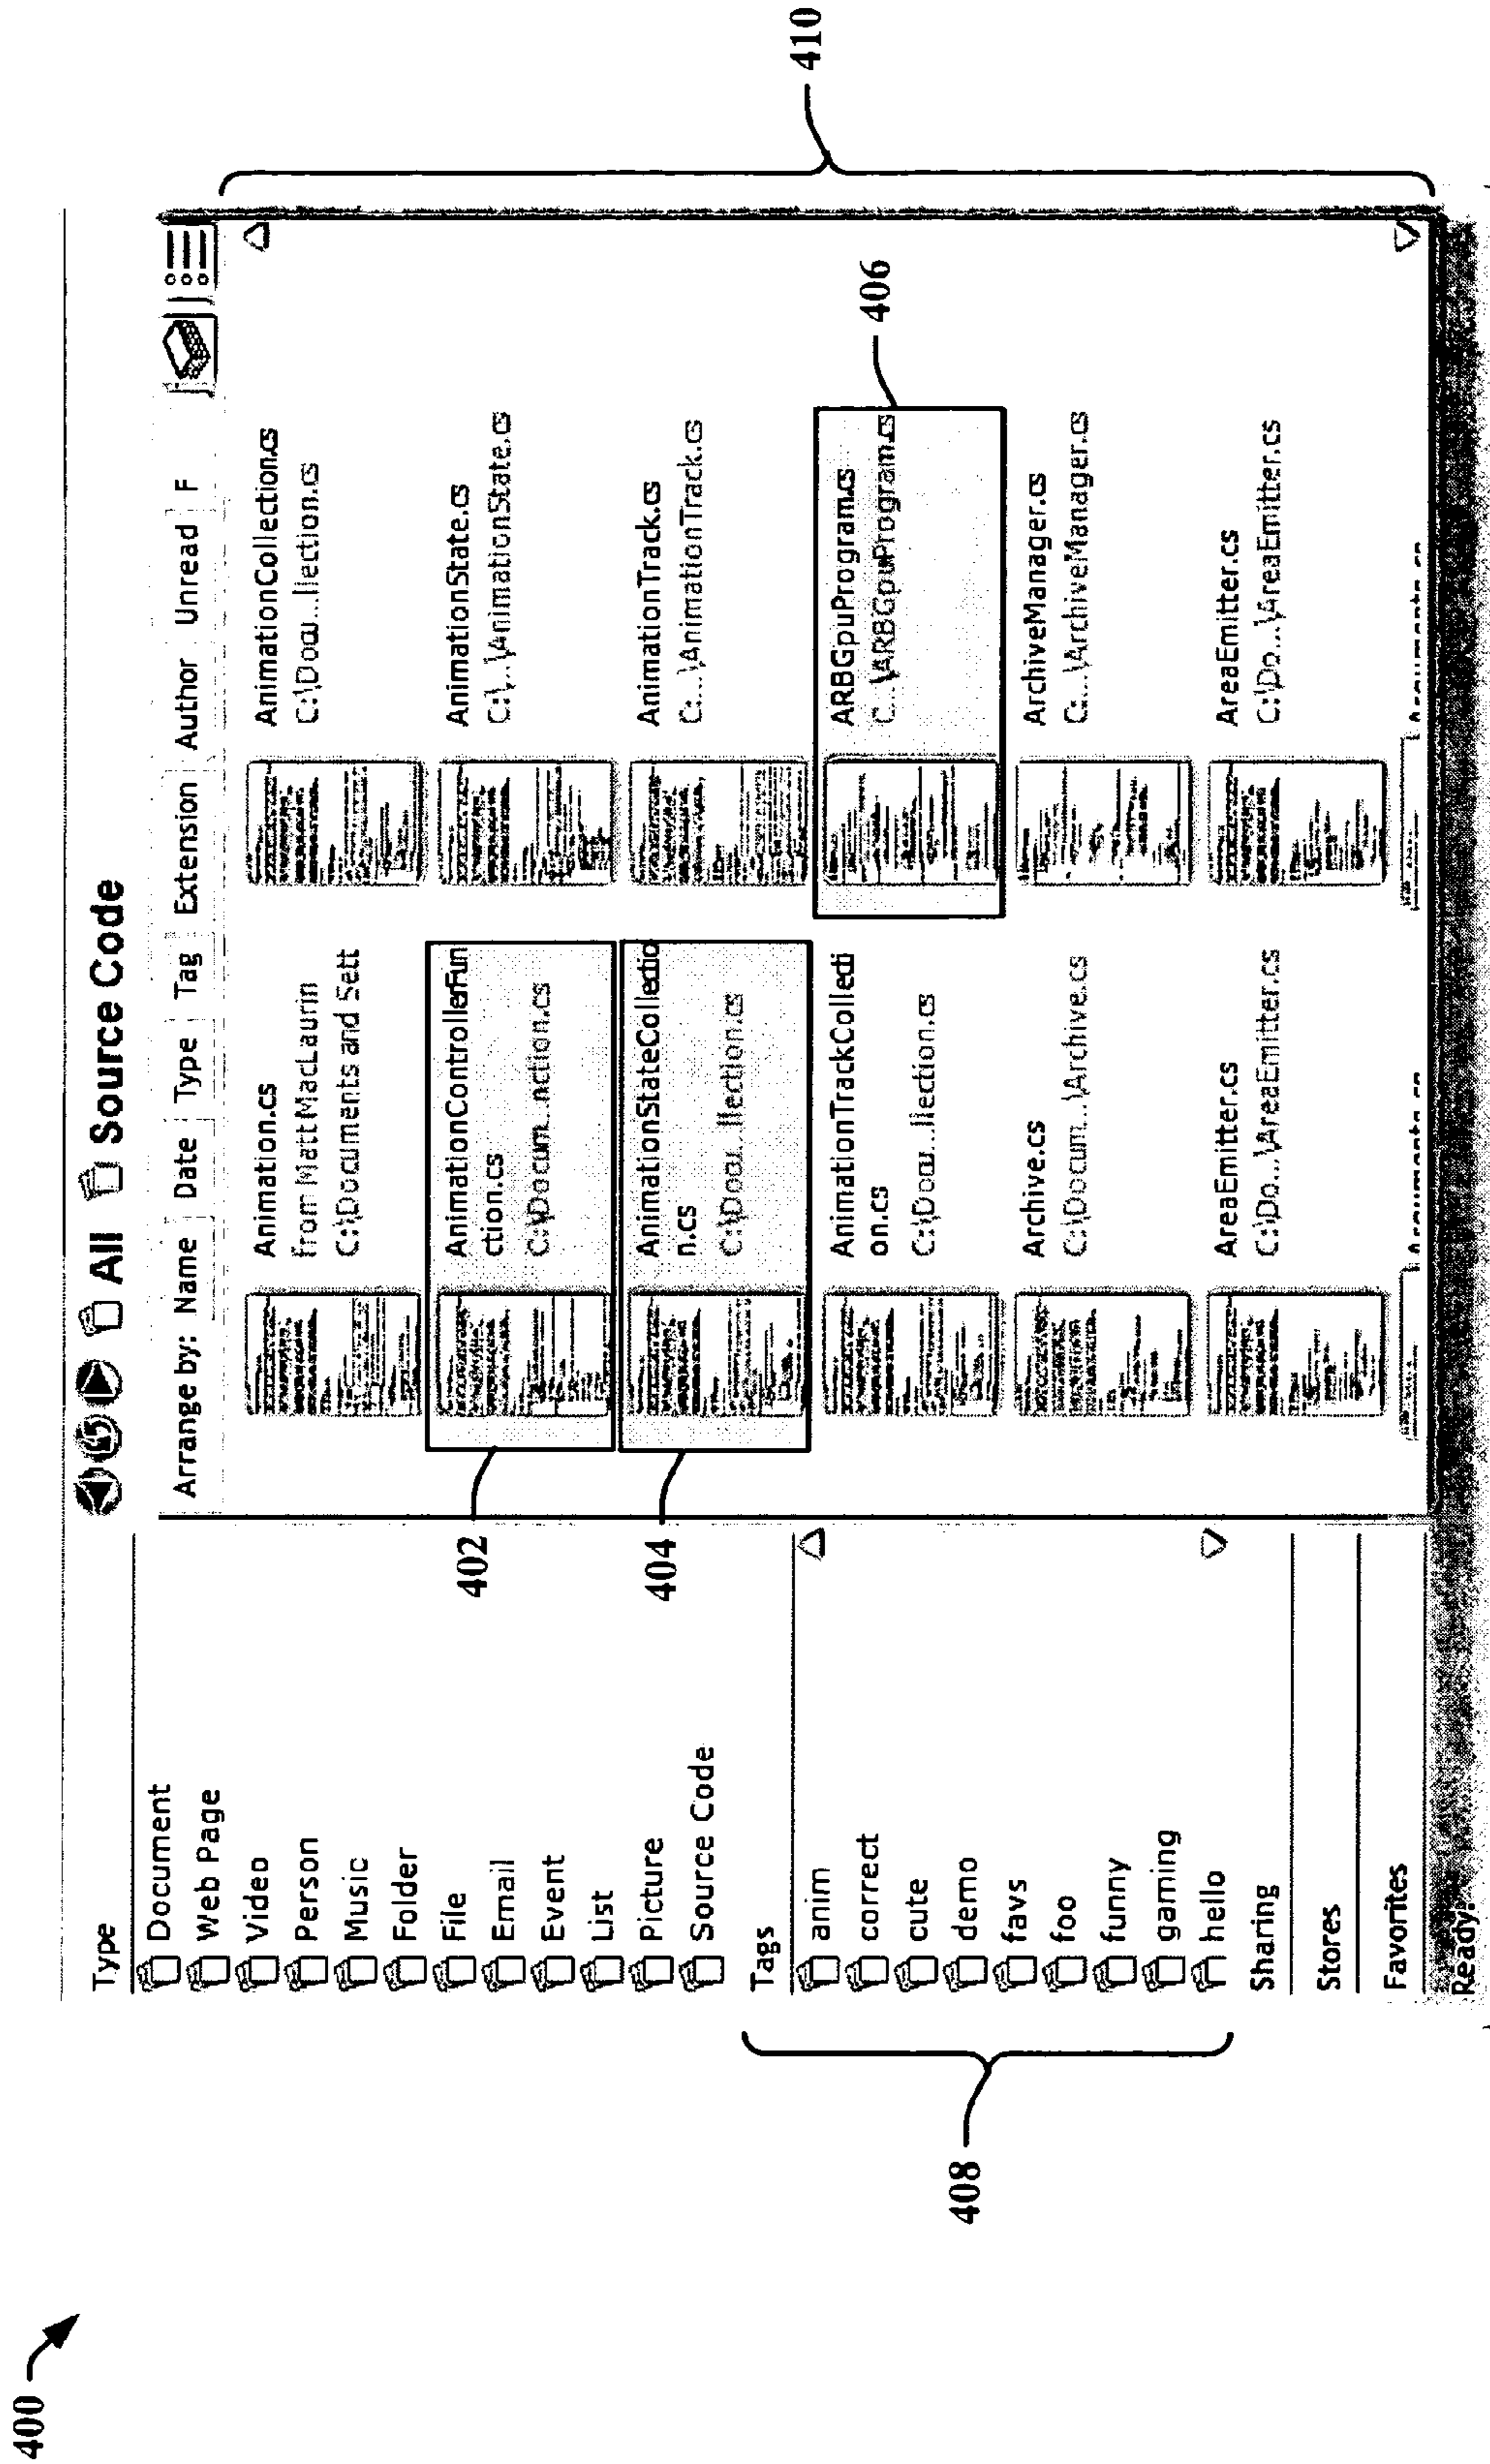 400
All Source Code
Type
Document
Web Page
Video
Person
Music
Folder
File
Email
Event
List
Picture
Source Code
Tags
anim
correct
cute
demo
favs
foo
funny
gaming
hello
Sharing
Stores
Favorites
Ready
408
Arrange by: Name Date Type Tag Extension Author Unread F
Animation.cs
from Matt MacLaurin
C:\Documents and Sett
AnimationCollection.cs
C:\Docu...llection.cs
402
AnimationControllerFun
ction.cs
C:\Docum...nction.cs
AnimationState.cs
C:\...\AnimationState.cs
404
AnimationStateCollectio
n.cs
C:\Docu...llection.cs
AnimationTrack.cs
C:...\AnimationTrack.cs
AnimationTrackCollecti
on.cs
C:\Docu...llection.cs
ARBGpuProgram.cs
C...\ARBGpuProgram.cs
406
Archive.cs
C:\Docum...\Archive.cs
ArchiveManager.cs
C:...\ArchiveManager.cs
AreaEmitter.cs
C:\Do...\AreaEmitter.cs
AreaEmitter.cs
C:\Do...\AreaEmitter.cs
410